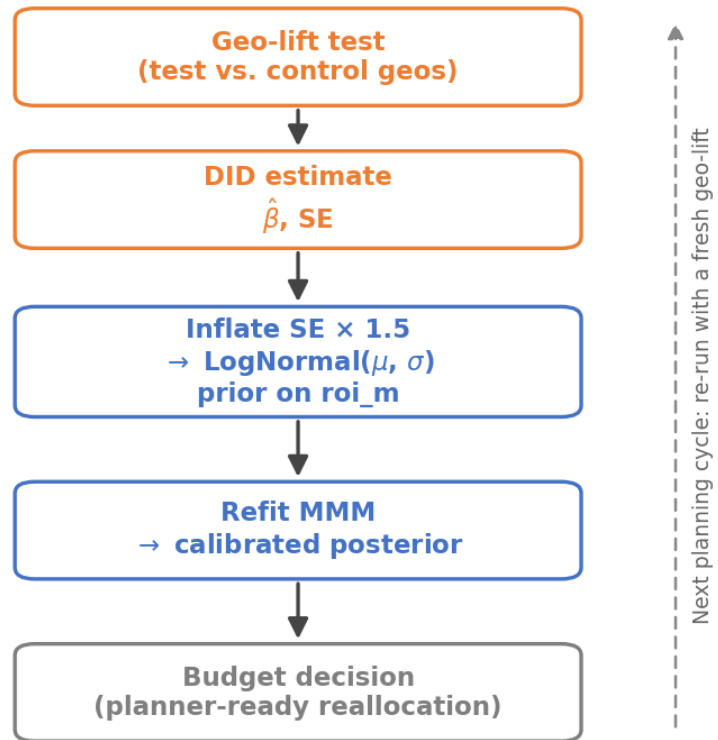 Geo-lift test
(test vs. control geos)
DID estimate
β̂, SE
Inflate SE × 1.5
→ LogNormal(μ, σ)
prior on roi_m
Refit MMM
→ calibrated posterior
Budget decision
(planner-ready reallocation)
Next planning cycle: re-run with a fresh geo-lift